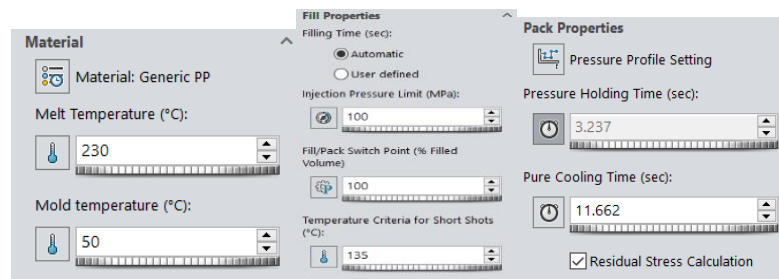 Material
Material: Generic PP
Melt Temperature (°C):
230
Mold temperature (°C):
50
Fill Properties
Filling Time (sec):
Automatic
User defined
Injection Pressure Limit (MPa):
100
Fill/Pack Switch Point (% Filled
Volume)
100
Temperature Criteria for Short Shots
(°C):
135
Pack Properties
Pressure Profile Setting
Pressure Holding Time (sec):
3.237
Pure Cooling Time (sec):
11.662
Residual Stress Calculation